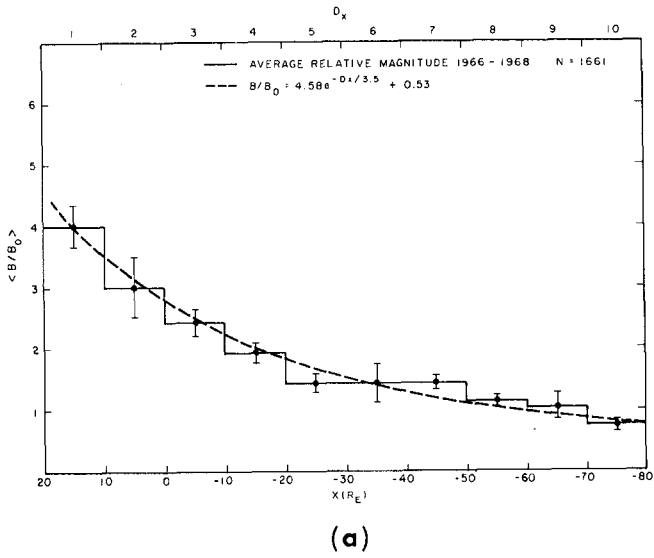 Dx
1 2 3 4 5 6 7 8 9 10
AVERAGE RELATIVE MAGNITUDE 1966 - 1968 N = 1661
B/B0 = 4.58e^-Dx/3.5 + 0.53
6
5
4
3
2
1
<B/B0>
20 10 0 -10 -20 -30 -40 -50 -60 -70 -80
X(RE)
(a)